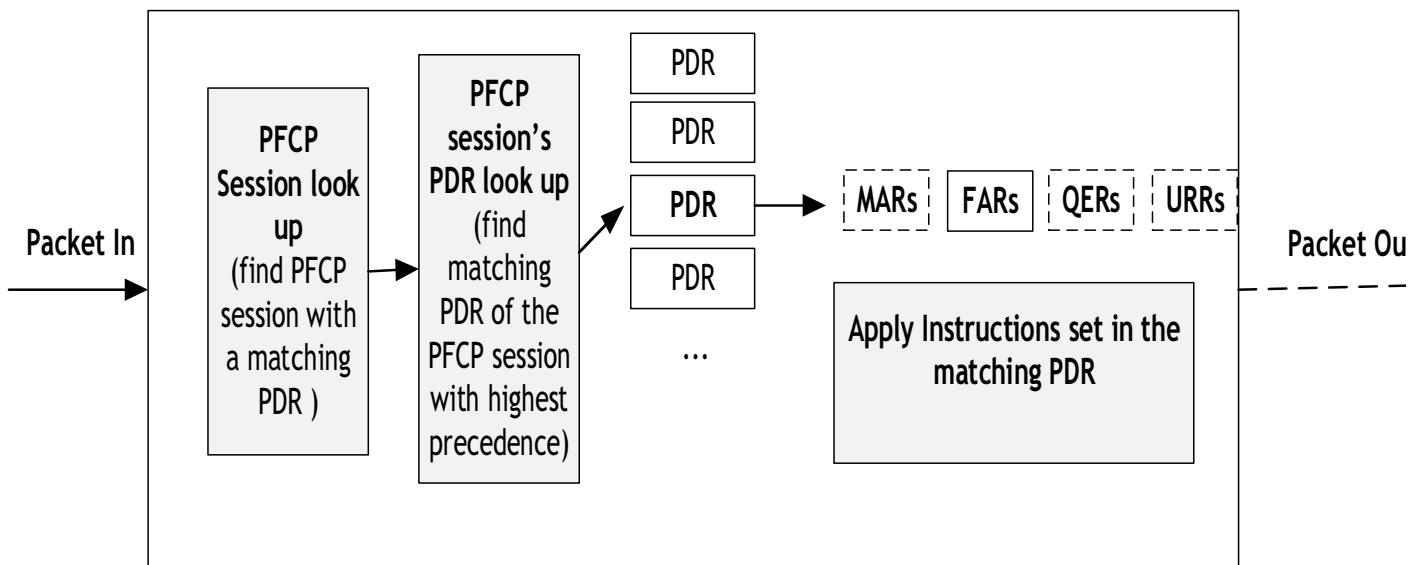 Packet In
PFCP
Session look
up
(find PFCP
session with
a matching
PDR )
PFCP
session’s
PDR look up
(find
matching
PDR of the
PFCP session
with highest
precedence)
PDR
PDR
PDR
PDR
...
MARs
FARs
QERs
URRs
Apply Instructions set in the
matching PDR
Packet Ou